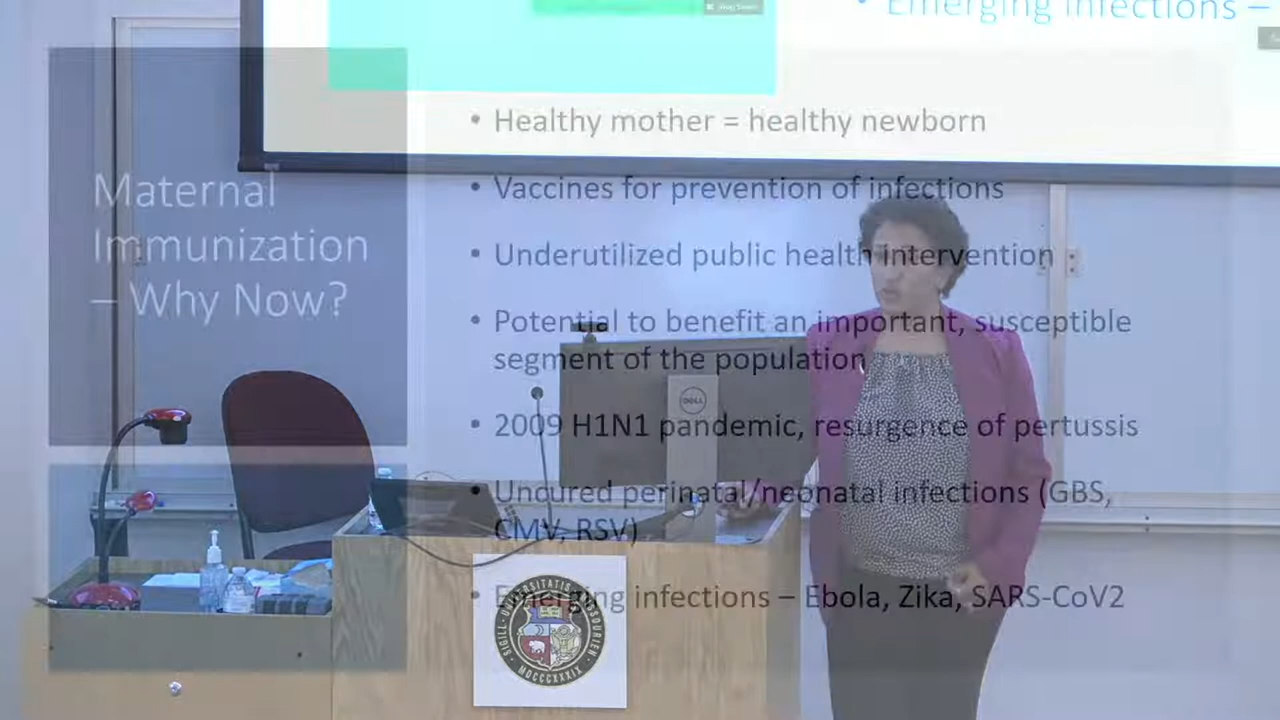 Emerging infections –
Healthy mother = healthy newborn
Maternal
Immunization
– Why Now?
• Vaccines for prevention of infections
• Underutilized public health intervention
• Potential to benefit an important, susceptible
segment of the population
• 2009 H1N1 pandemic, resurgence of pertussis
• Uncured perinatal/neonatal infections (GBS,
CMV, RSV)
• Emerging infections – Ebola, Zika, SARS-CoV2
DELL
MDCCCXXXIX